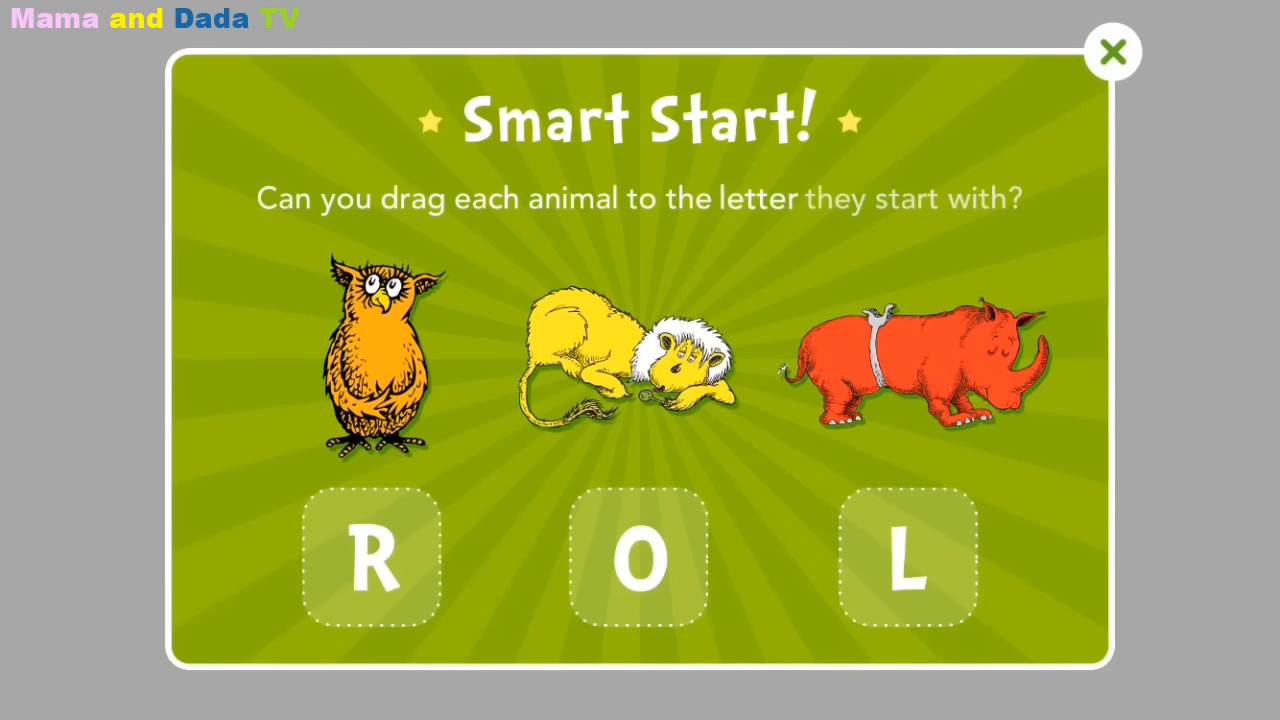 Mama and Dada TV
Smart Start!
Can you drag each animal to the letter they start with?
R O L